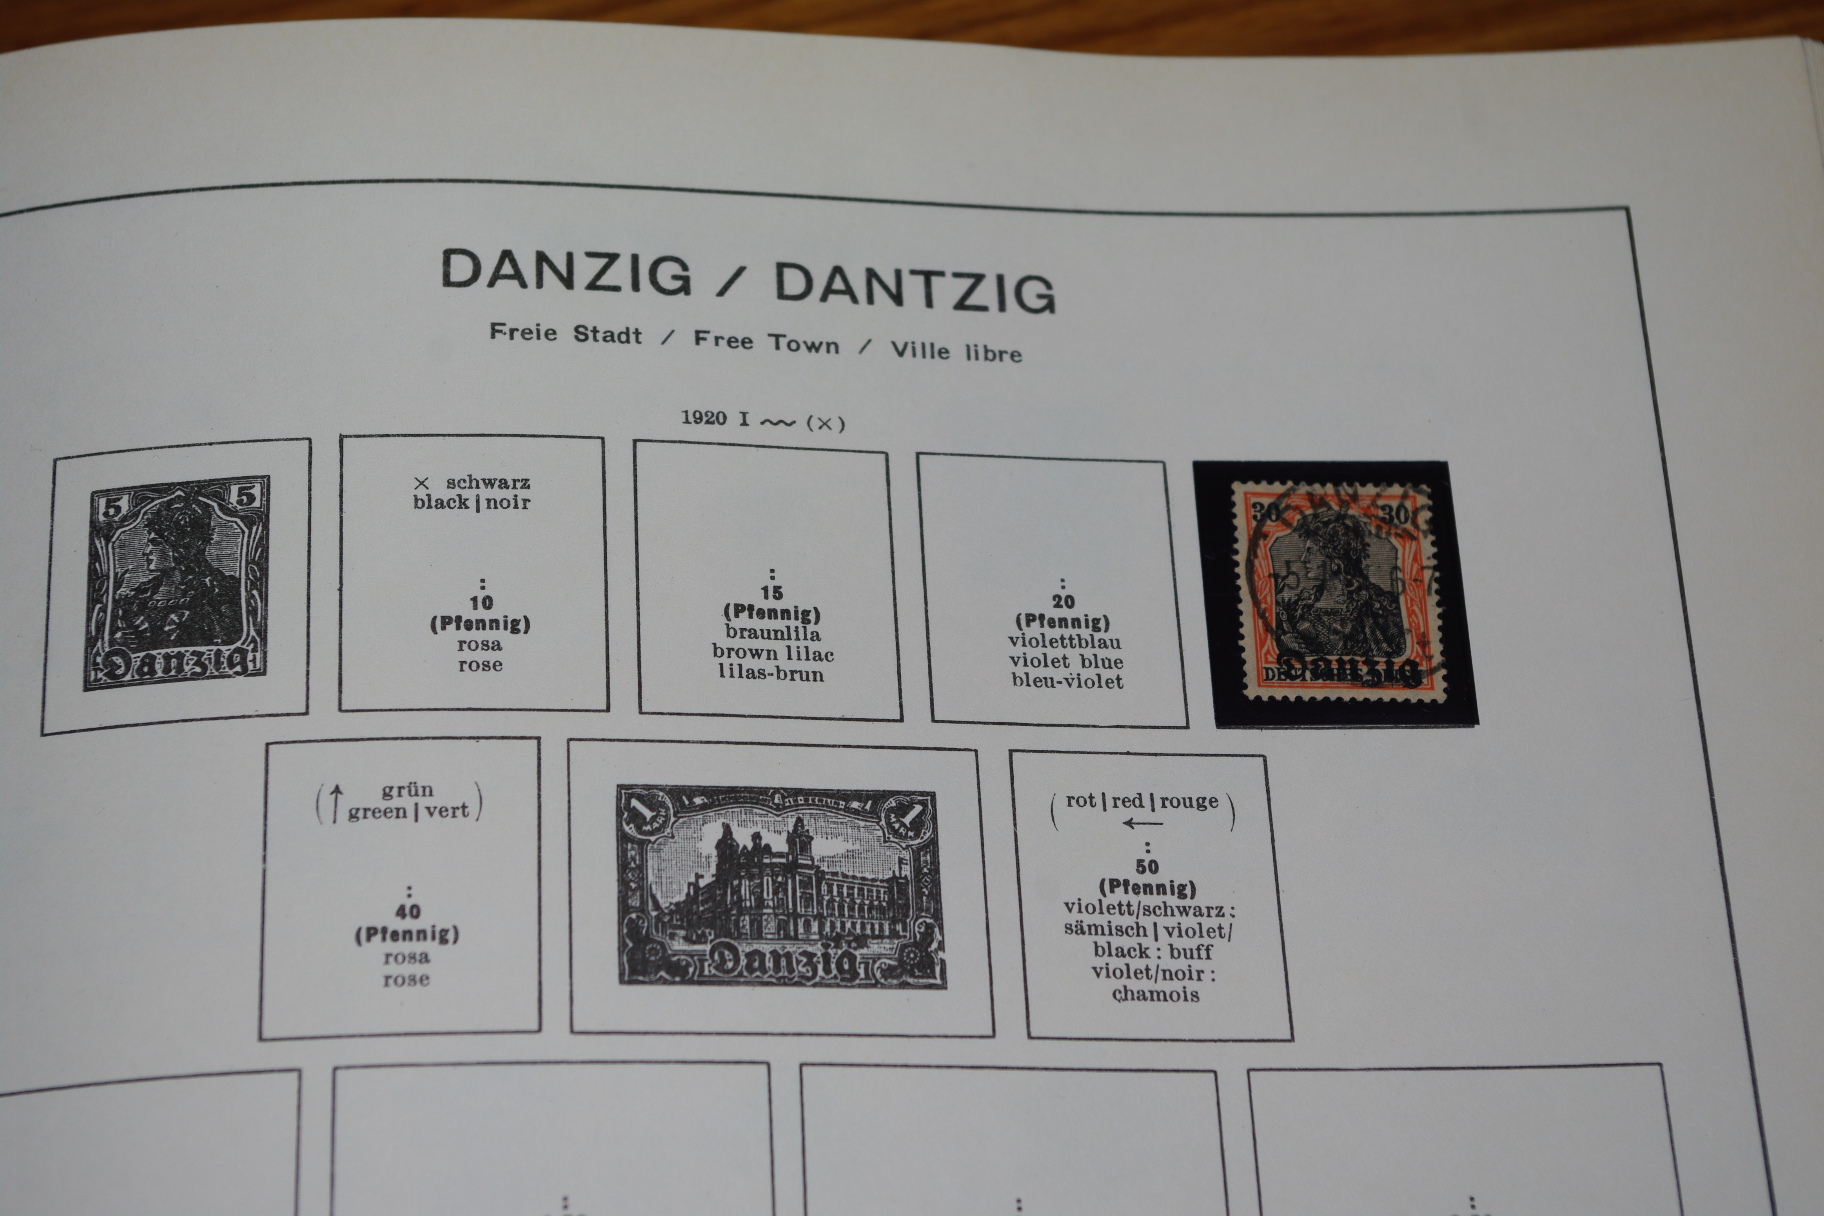 DANZIG / DANTZIG
Freie Stadt / Free Town / Ville libre
1920 I ~~ (×)
5 5
Danzig
× schwarz
black|noir
:
10
(Pfennig)
rosa
rose
:
15
(Pfennig)
braunlila
brown lilac
lilas-brun
:
20
(Pfennig)
violettblau
violet blue
bleu-violet
30 30
Danzig
(↑ grün
green|vert)
:
40
(Pfennig)
rosa
rose
1 1
MARK MARK
Danzig
(rot|red|rouge)
←
:
50
(Pfennig)
violett/schwarz:
sämisch|violet/
black: buff
violet/noir:
chamois